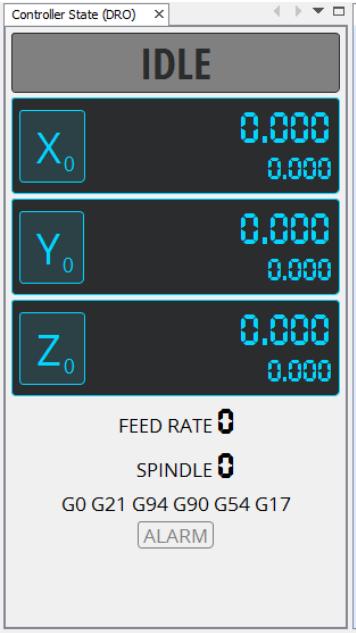 Controller State (DRO) ×
IDLE
X0 0.000
0.000
Y0 0.000
0.000
Z0 0.000
0.000
FEED RATE 0
SPINDLE 0
G0 G21 G94 G90 G54 G17
ALARM